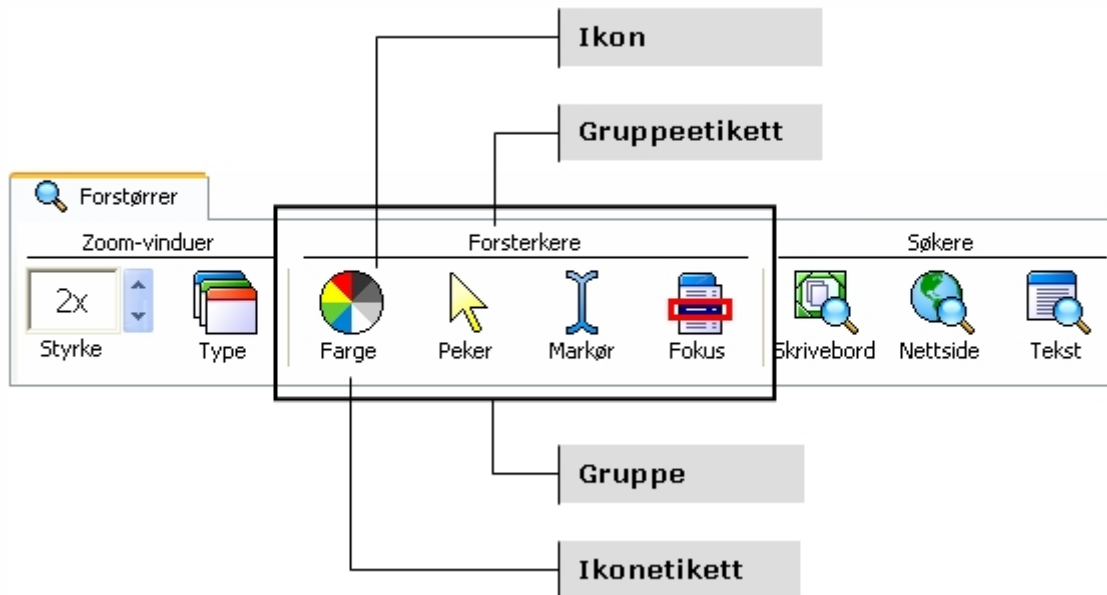 Ikon
Gruppeetikett
Forstørrer
Zoom-vinduer Forsterkere Søkere
2x
Styrke Type Farge Peker Markør Fokus Skrivebord Nettside Tekst
Gruppe
Ikonetikett